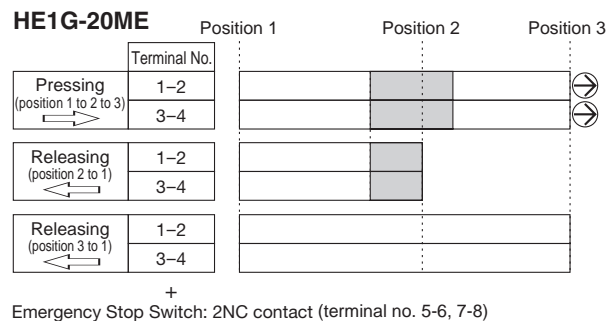 HE1G-20ME
Position 1 Position 2 Position 3
Terminal No.
Pressing
(position 1 to 2 to 3)
1–2
3–4
Releasing
(position 2 to 1)
1–2
3–4
Releasing
(position 3 to 1)
1–2
3–4
+
Emergency Stop Switch: 2NC contact (terminal no. 5-6, 7-8)